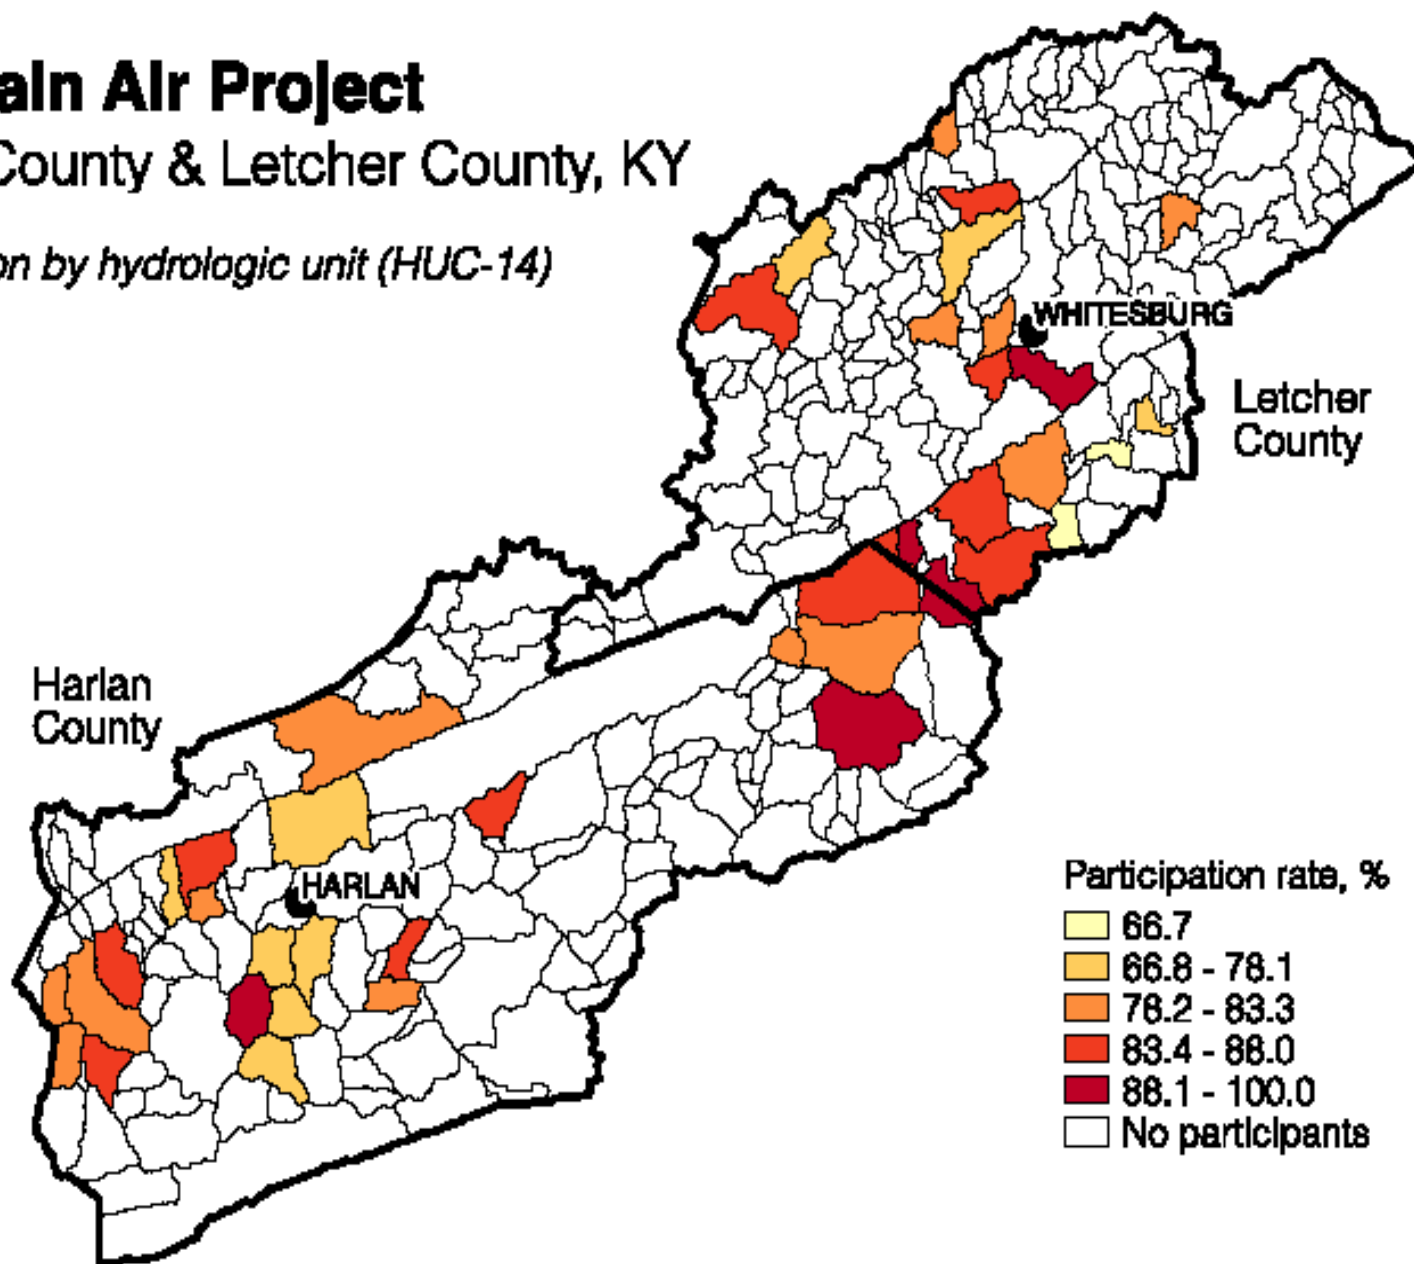 ain Air Project
County & Letcher County, KY
on by hydrologic unit (HUC-14)
WHITESBURG
Letcher
County
Harlan
County
HARLAN
Participation rate, %
66.7
66.8 - 78.1
78.2 - 83.3
83.4 - 88.0
88.1 - 100.0
No participants